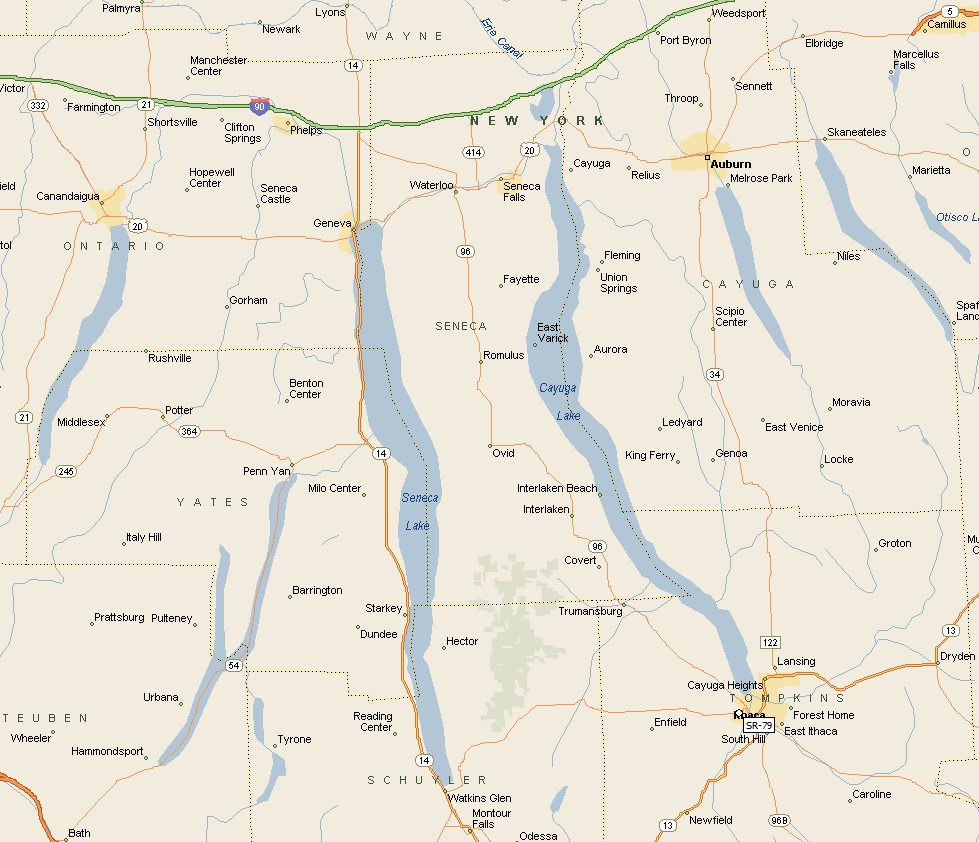 Palmyra
Lyons
Newark
WAYNE
Erie Canal
Weedsport
Port Byron
Elbridge
5
Camillus
Marcellus
Falls
Manchester
Center
14
Victor
332
Farmington
21
90
Shortsville
Clifton
Springs
Phelps
NEW YORK
Throop
Sennett
Skaneateles
414
20
Cayuga
Relius
Auburn
Melrose Park
O
Marietta
Hopewell
Center
Seneca
Castle
Waterloo
Seneca
Falls
Canandaigua
20
ONTARIO
Geneva
Otisco La
96
Fleming
Union
Springs
Niles
Fayette
CAYUGA
Gorham
SENECA
East
Varick
Scipio
Center
Spaf
Land
Rushville
Romulus
Aurora
34
Benton
Center
Cayuga
Lake
Moravia
21
Middlesex
Potter
364
Ledyard
East Venice
14
Ovid
King Ferry
Genoa
Locke
245
Penn Yan
Milo Center
YATES
Seneca
Lake
Interlaken Beach
Interlaken
Italy Hill
96
Covert
Groton
Mo
C
Barrington
Starkey
Trumansburg
Prattsburg
Pulteney
Dundee
Hector
122
13
54
Lansing
Dryden
Cayuga Heights
TOMPKINS
Urbana
TEUBEN
Wheeler
Reading
Center
Enfield
Ithaca
SR-79
Forest Home
East Ithaca
South Hill
Hammondsport
Tyrone
14
SCHUYLER
Watkins Glen
Montour
Falls
Odessa
Caroline
13
Newfield
96B
Bath